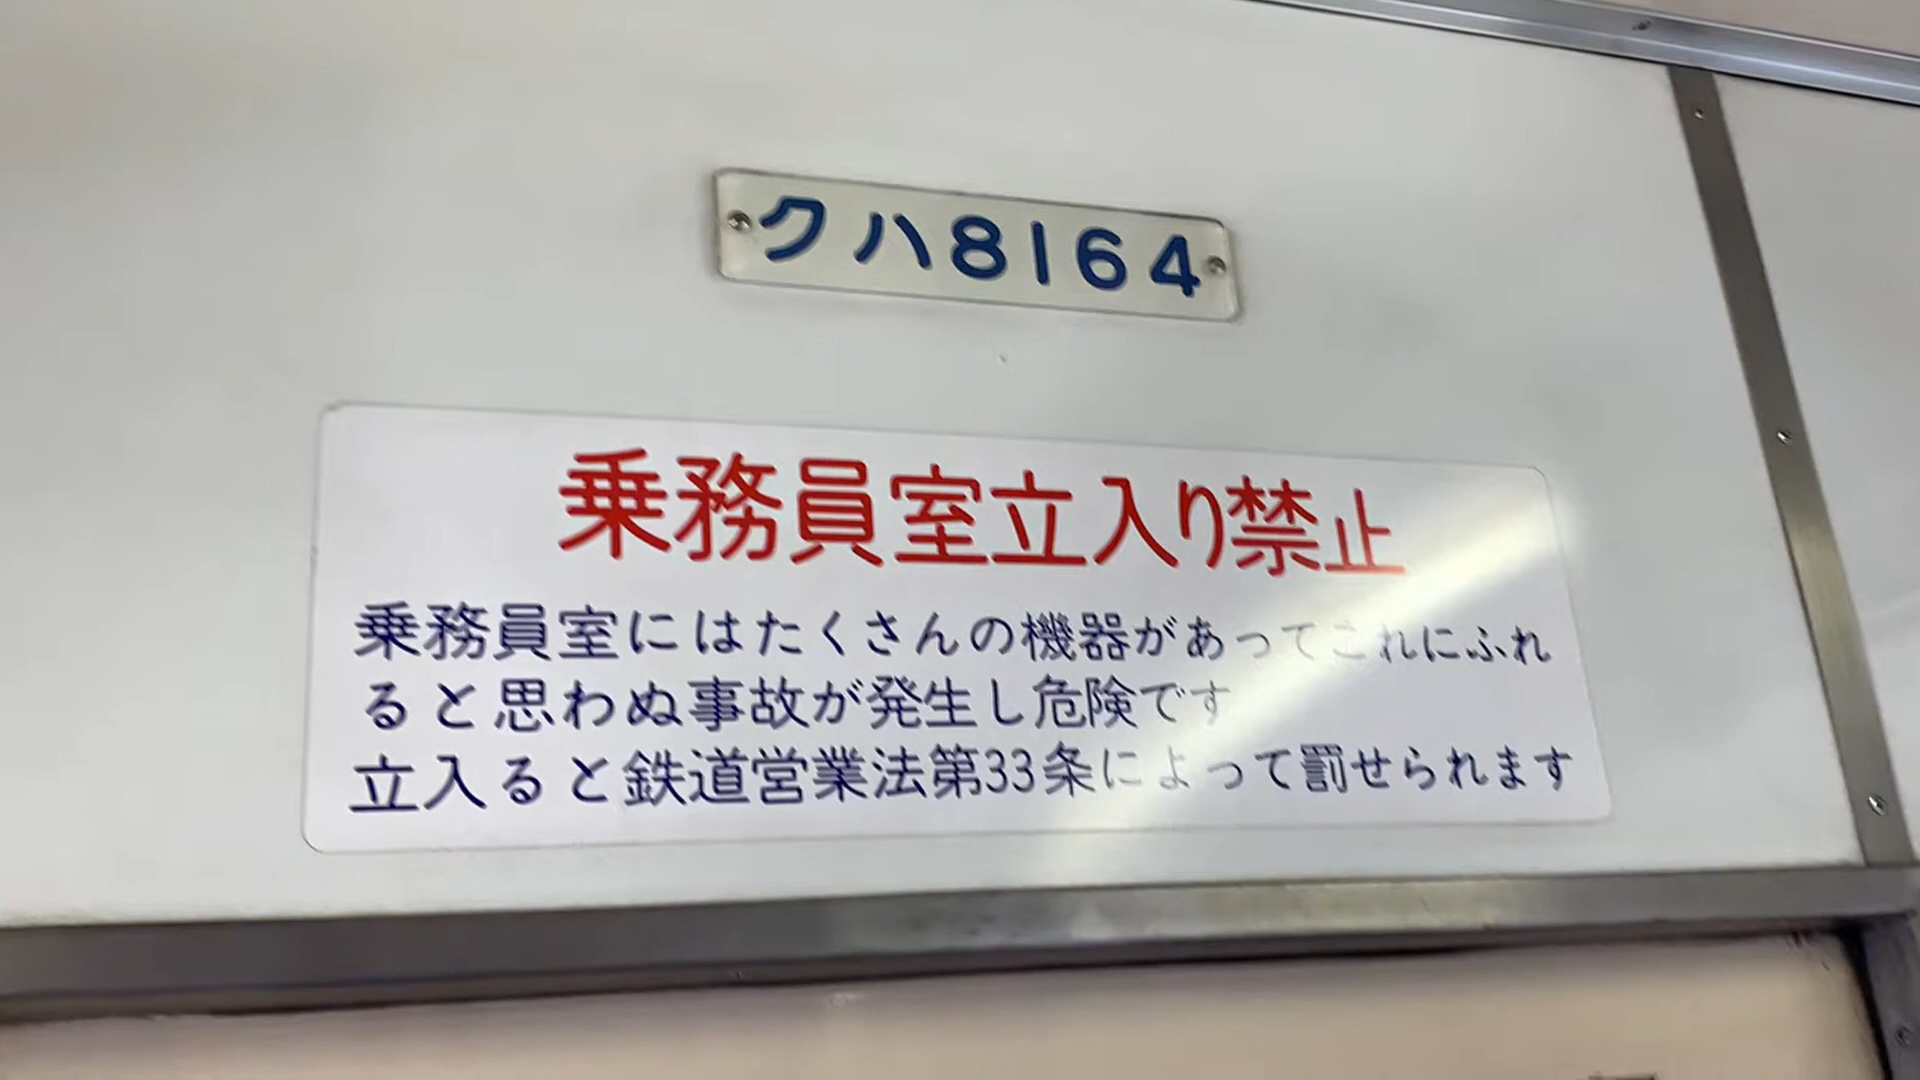 クハ8164
乗務員室立入り禁止
乗務員室にはたくさんの機器があってこれにふれ
ると思わぬ事故が発生し危険です
立入ると鉄道営業法第33条によって罰せられます